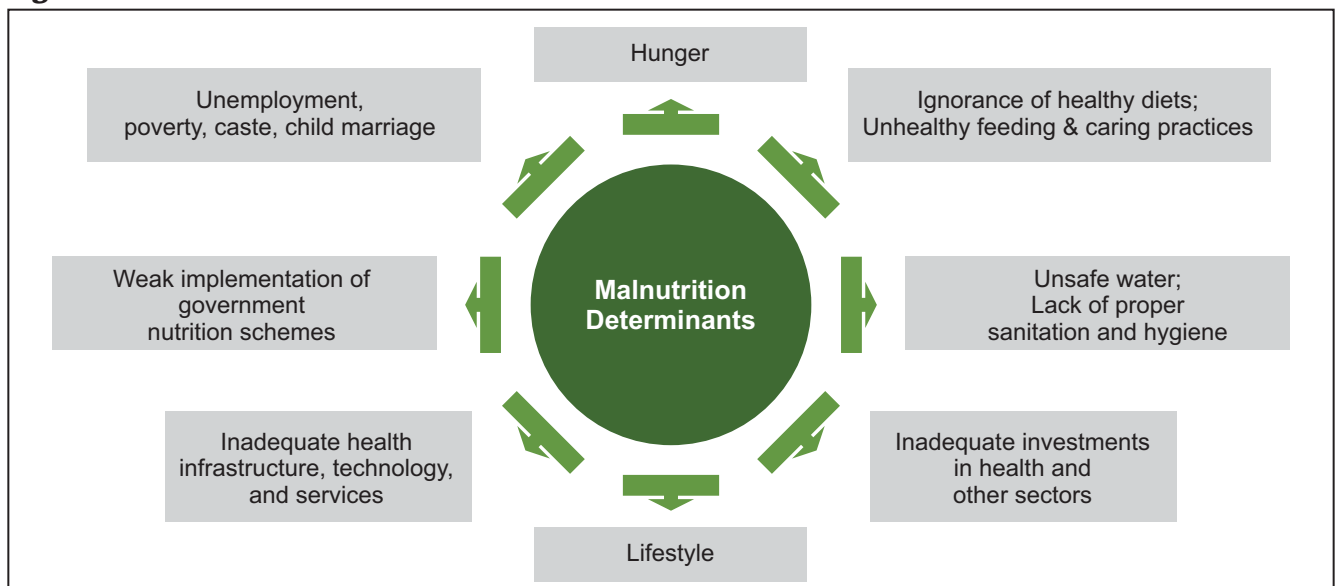 Hunger
Unemployment,
poverty, caste, child marriage
Ignorance of healthy diets;
Unhealthy feeding & caring practices
Malnutrition
Determinants
Weak implementation of
government
nutrition schemes
Unsafe water;
Lack of proper
sanitation and hygiene
Inadequate health
infrastructure, technology,
and services
Inadequate investments
in health and
other sectors
Lifestyle